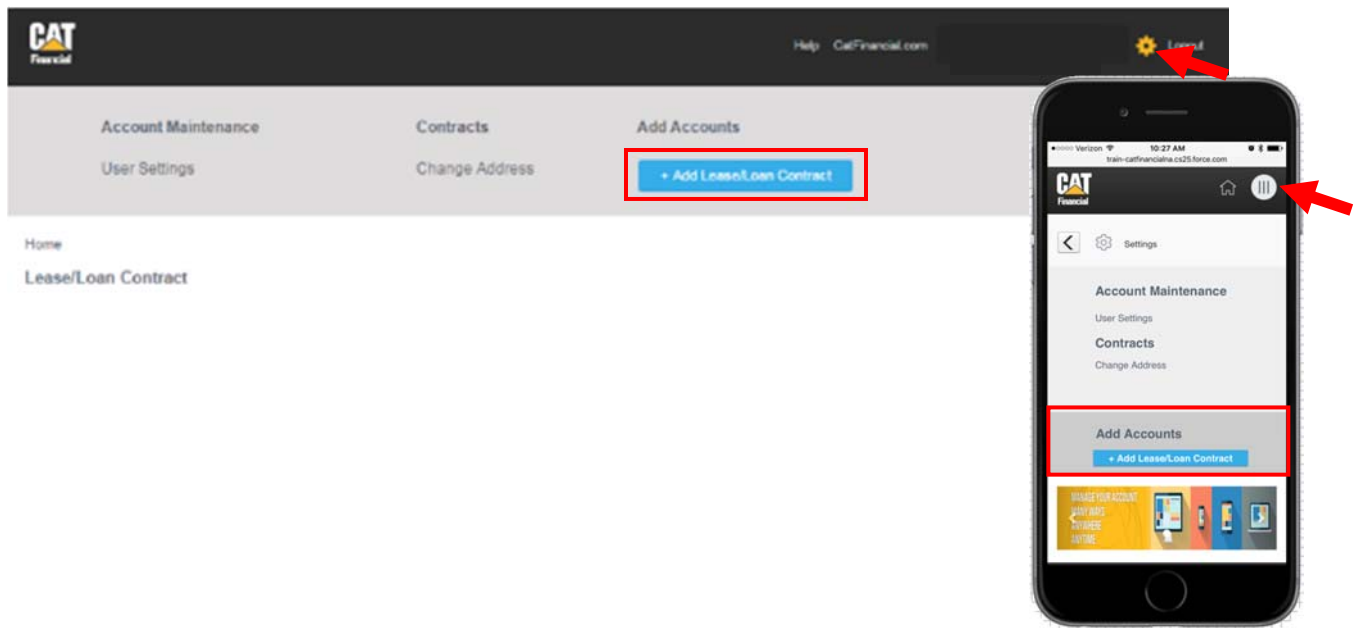 CAT
Financial
Help CatFinancial.com Logout
Account Maintenance Contracts Add Accounts
User Settings Change Address + Add Lease/Loan Contract
Home
Lease/Loan Contract
Verizon 10:27 AM
train-catfinancialna.cs25.force.com
CAT
Financial
Settings
Account Maintenance
User Settings
Contracts
Change Address
Add Accounts
+ Add Lease/Loan Contract
MANAGE YOUR ACCOUNT
MANY WAYS
ANYWHERE
ANYTIME